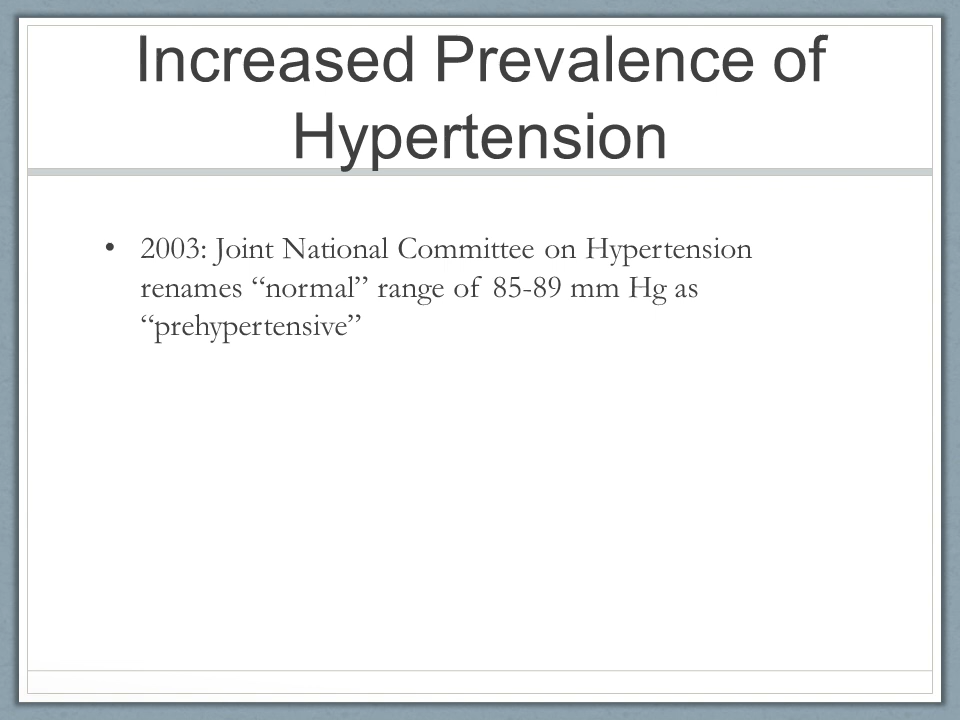 Increased Prevalence of
Hypertension
• 2003: Joint National Committee on Hypertension
renames “normal” range of 85-89 mm Hg as
“prehypertensive”